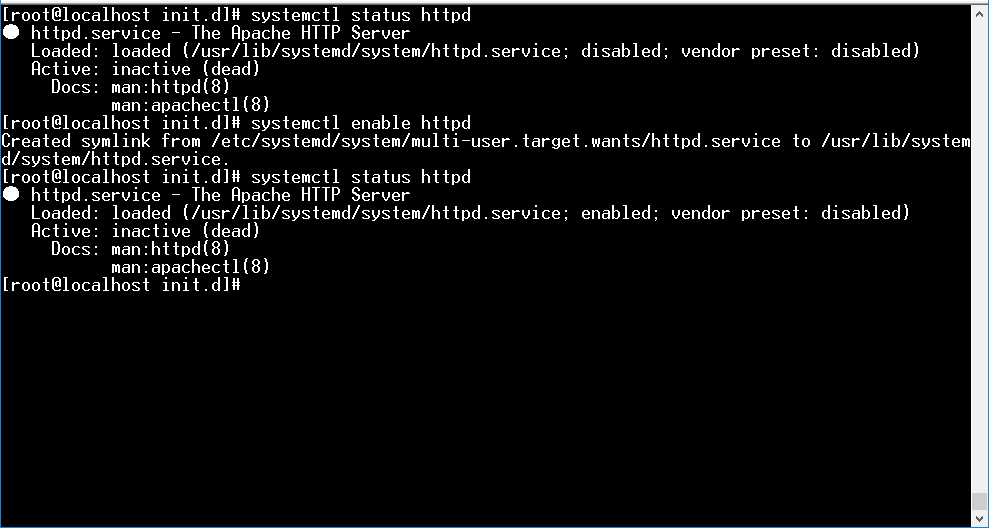 [root@localhost init.d]# systemctl status httpd
● httpd.service - The Apache HTTP Server
   Loaded: loaded (/usr/lib/systemd/system/httpd.service; disabled; vendor preset: disabled)
   Active: inactive (dead)
     Docs: man:httpd(8)
           man:apachectl(8)
[root@localhost init.d]# systemctl enable httpd
Created symlink from /etc/systemd/system/multi-user.target.wants/httpd.service to /usr/lib/system
d/system/httpd.service.
[root@localhost init.d]# systemctl status httpd
● httpd.service - The Apache HTTP Server
   Loaded: loaded (/usr/lib/systemd/system/httpd.service; enabled; vendor preset: disabled)
   Active: inactive (dead)
     Docs: man:httpd(8)
           man:apachectl(8)
[root@localhost init.d]#